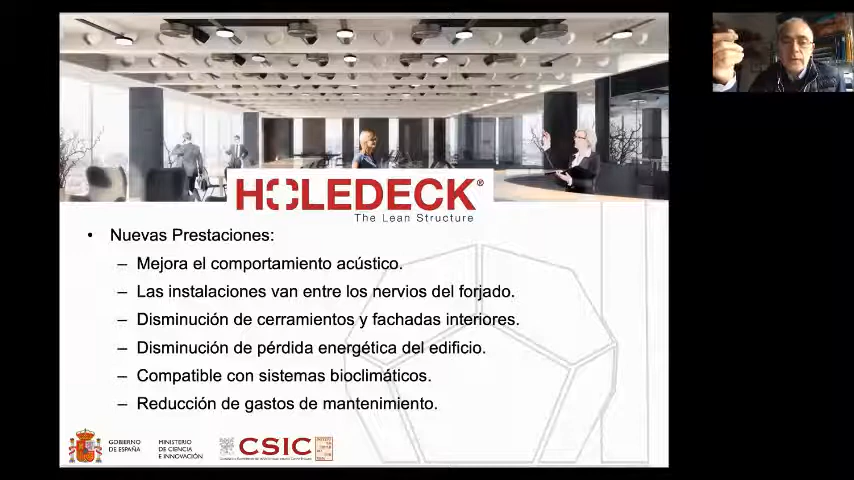 HOLEDECK®
The Lean Structure
• Nuevas Prestaciones:
– Mejora el comportamiento acústico.
– Las instalaciones van entre los nervios del forjado.
– Disminución de cerramientos y fachadas interiores.
– Disminución de pérdida energética del edificio.
– Compatible con sistemas bioclimáticos.
– Reducción de gastos de mantenimiento.
GOBIERNO
DE ESPAÑA
MINISTERIO
DE CIENCIA
E INNOVACIÓN
CSIC